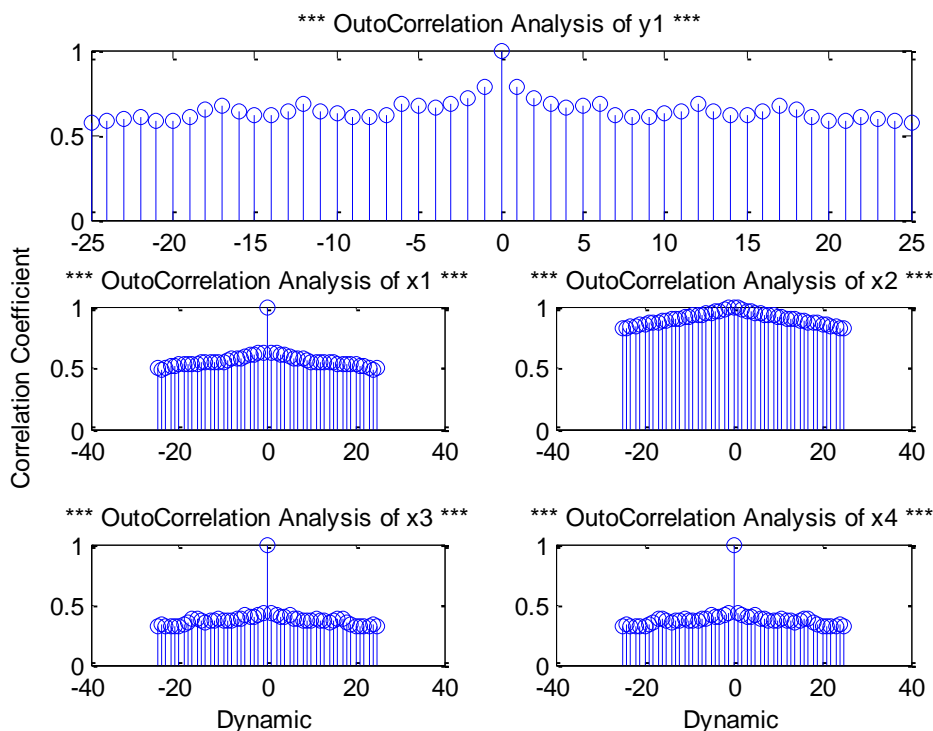 *** OutoCorrelation Analysis of y1 ***
1
0.5
0
-25 -20 -15 -10 -5 0 5 10 15 20 25
Correlation Coefficient
*** OutoCorrelation Analysis of x1 ***
1
0.5
0
-40 -20 0 20 40
*** OutoCorrelation Analysis of x2 ***
1
0.5
0
-40 -20 0 20 40
*** OutoCorrelation Analysis of x3 ***
1
0.5
0
-40 -20 0 20 40
Dynamic
*** OutoCorrelation Analysis of x4 ***
1
0.5
0
-40 -20 0 20 40
Dynamic